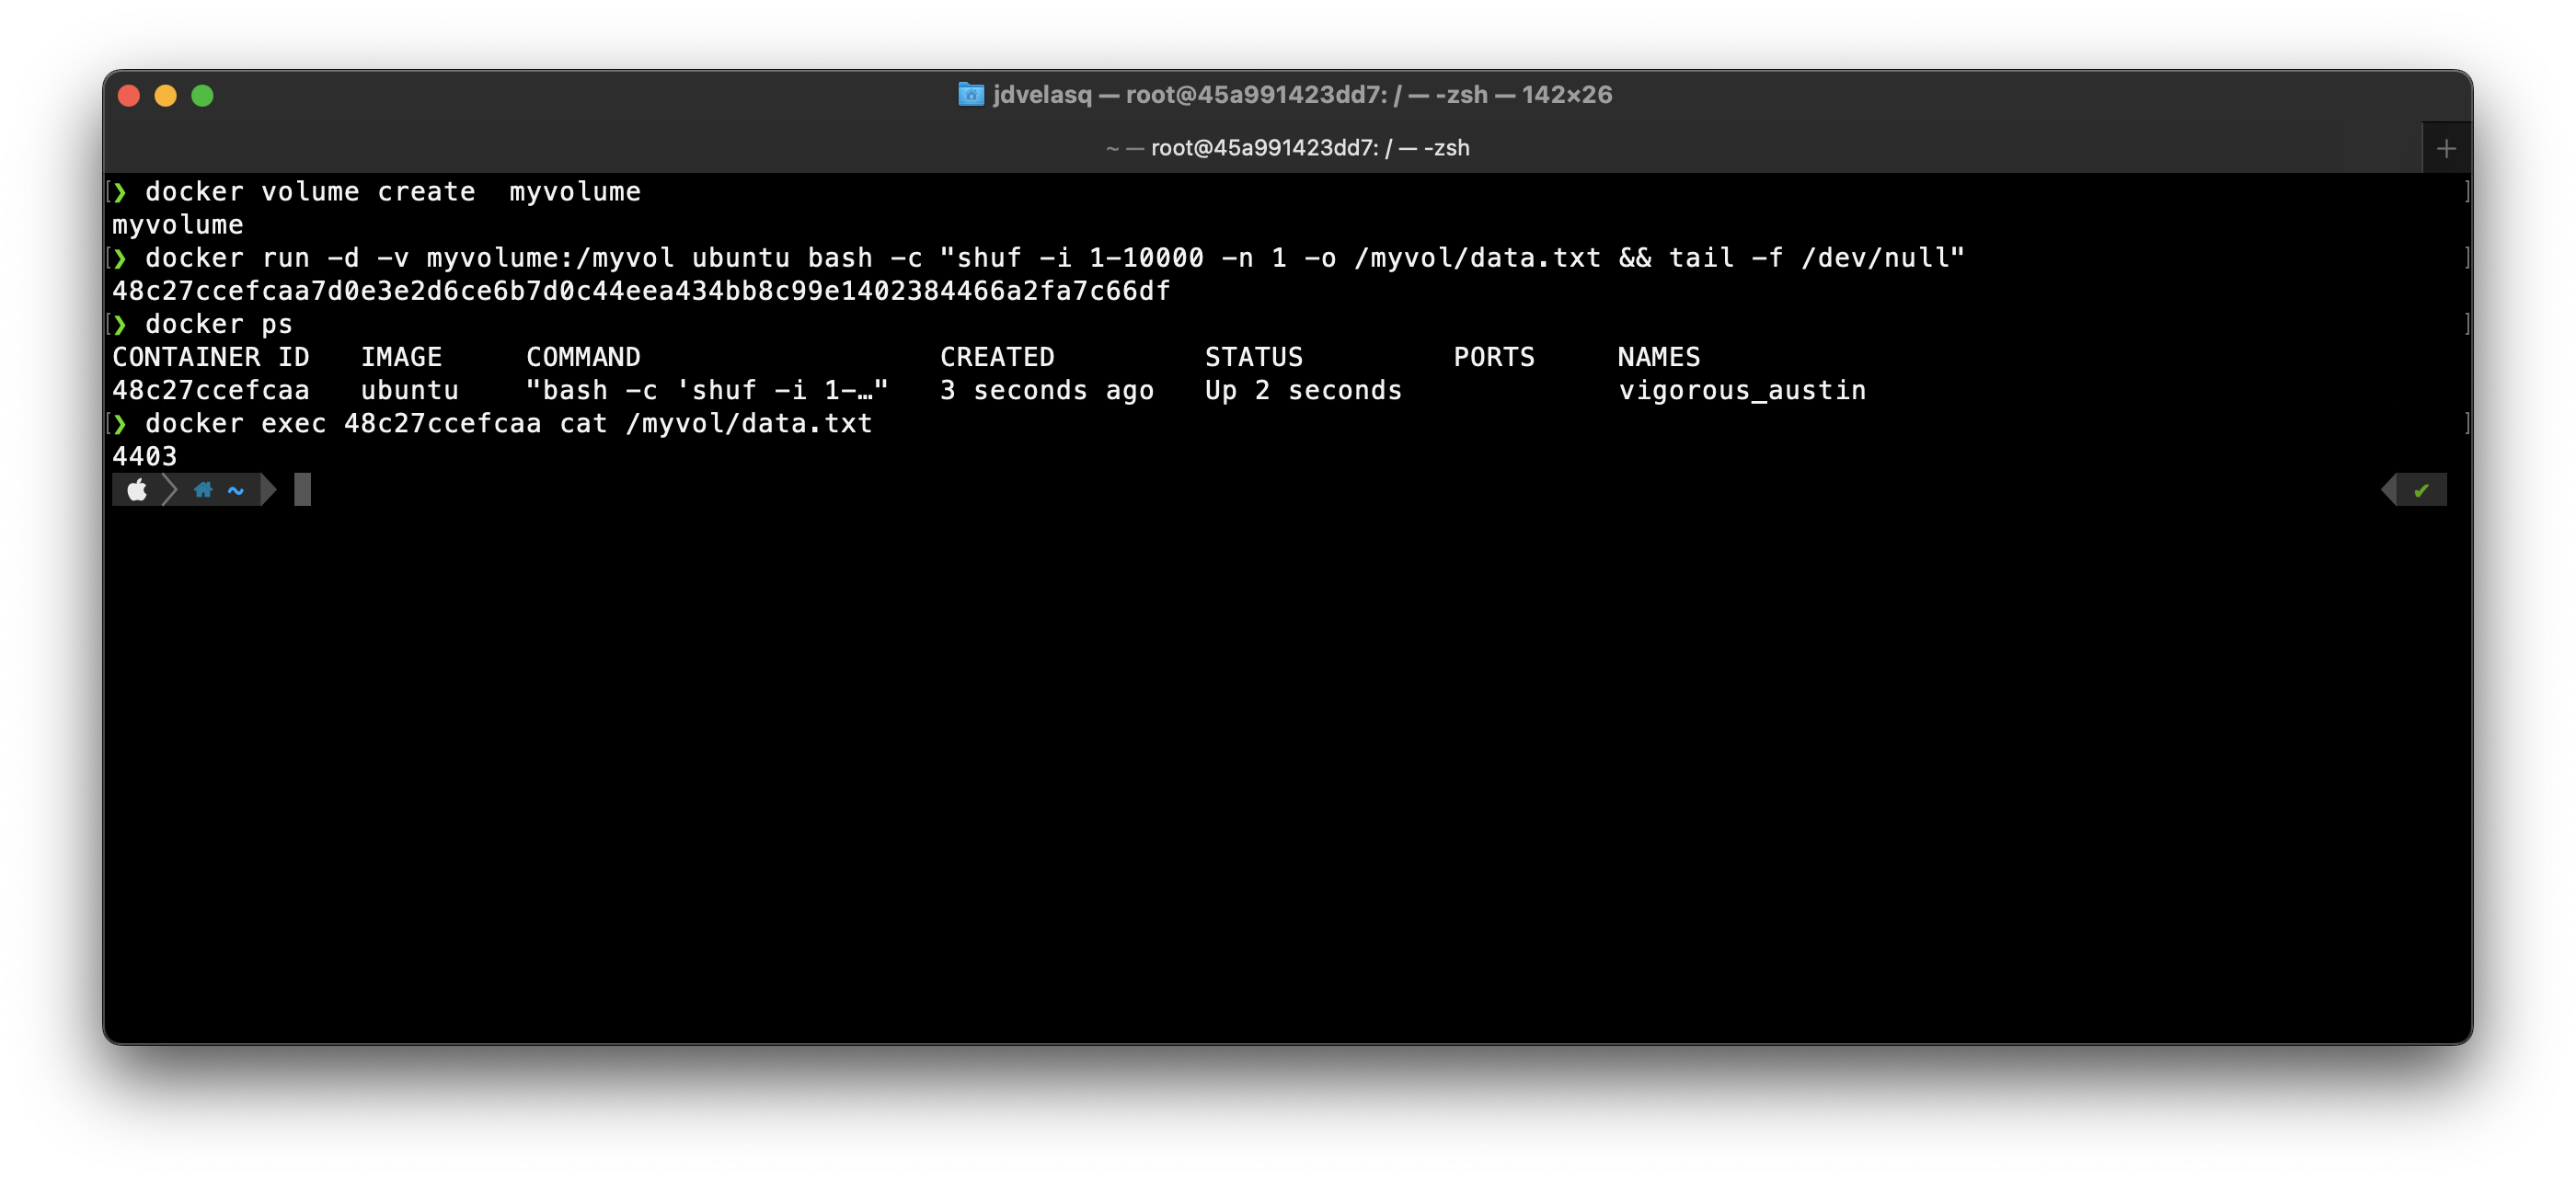 jdvelasq — root@45a991423dd7: / — -zsh — 142×26
~ — root@45a991423dd7: / — -zsh
[❯ docker volume create  myvolume ]
myvolume
[❯ docker run -d -v myvolume:/myvol ubuntu bash -c "shuf -i 1-10000 -n 1 -o /myvol/data.txt && tail -f /dev/null" ]
48c27ccefcaa7d0e3e2d6ce6b7d0c44eea434bb8c99e1402384466a2fa7c66df
[❯ docker ps ]
CONTAINER ID   IMAGE     COMMAND                  CREATED         STATUS         PORTS     NAMES
48c27ccefcaa   ubuntu    "bash -c 'shuf -i 1-…"   3 seconds ago   Up 2 seconds             vigorous_austin
[❯ docker exec 48c27ccefcaa cat /myvol/data.txt ]
4403
~ ✔